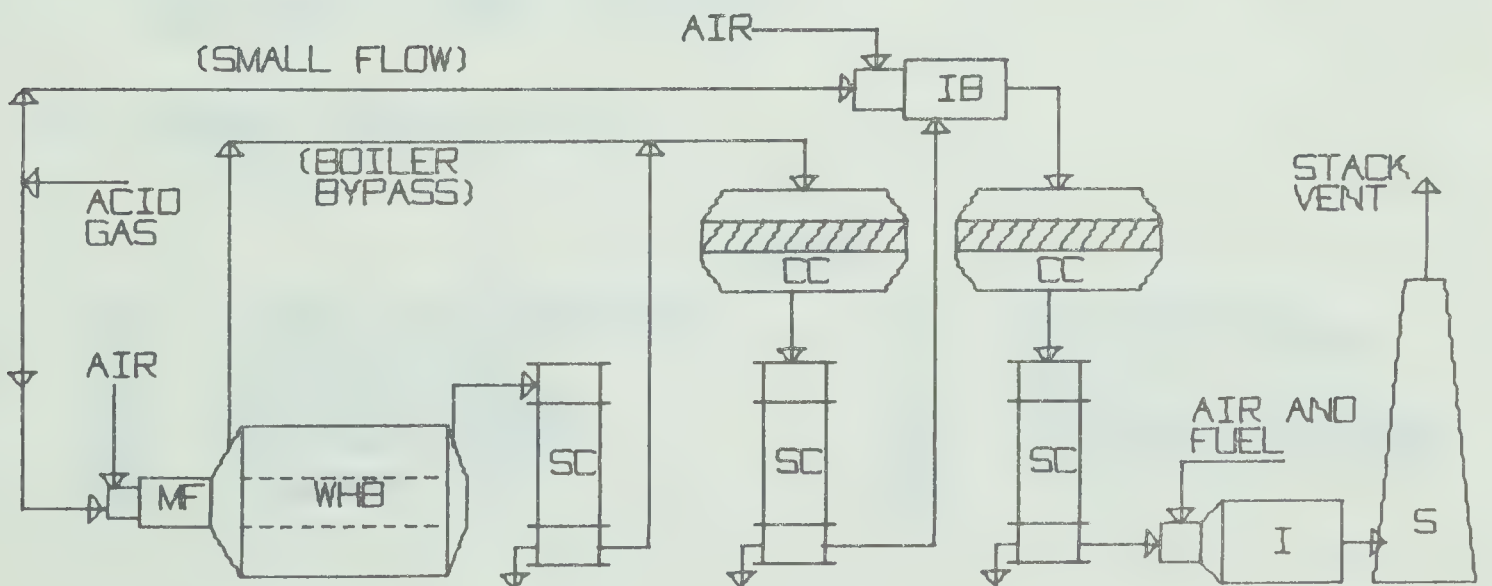 AIR
(SMALL FLOW)
IB
(BOILER
BYPASS)
ACID
GAS
STACK
VENT
CC
CC
AIR
AIR AND
FUEL
SC
SC
SC
MF
WHB
I
S